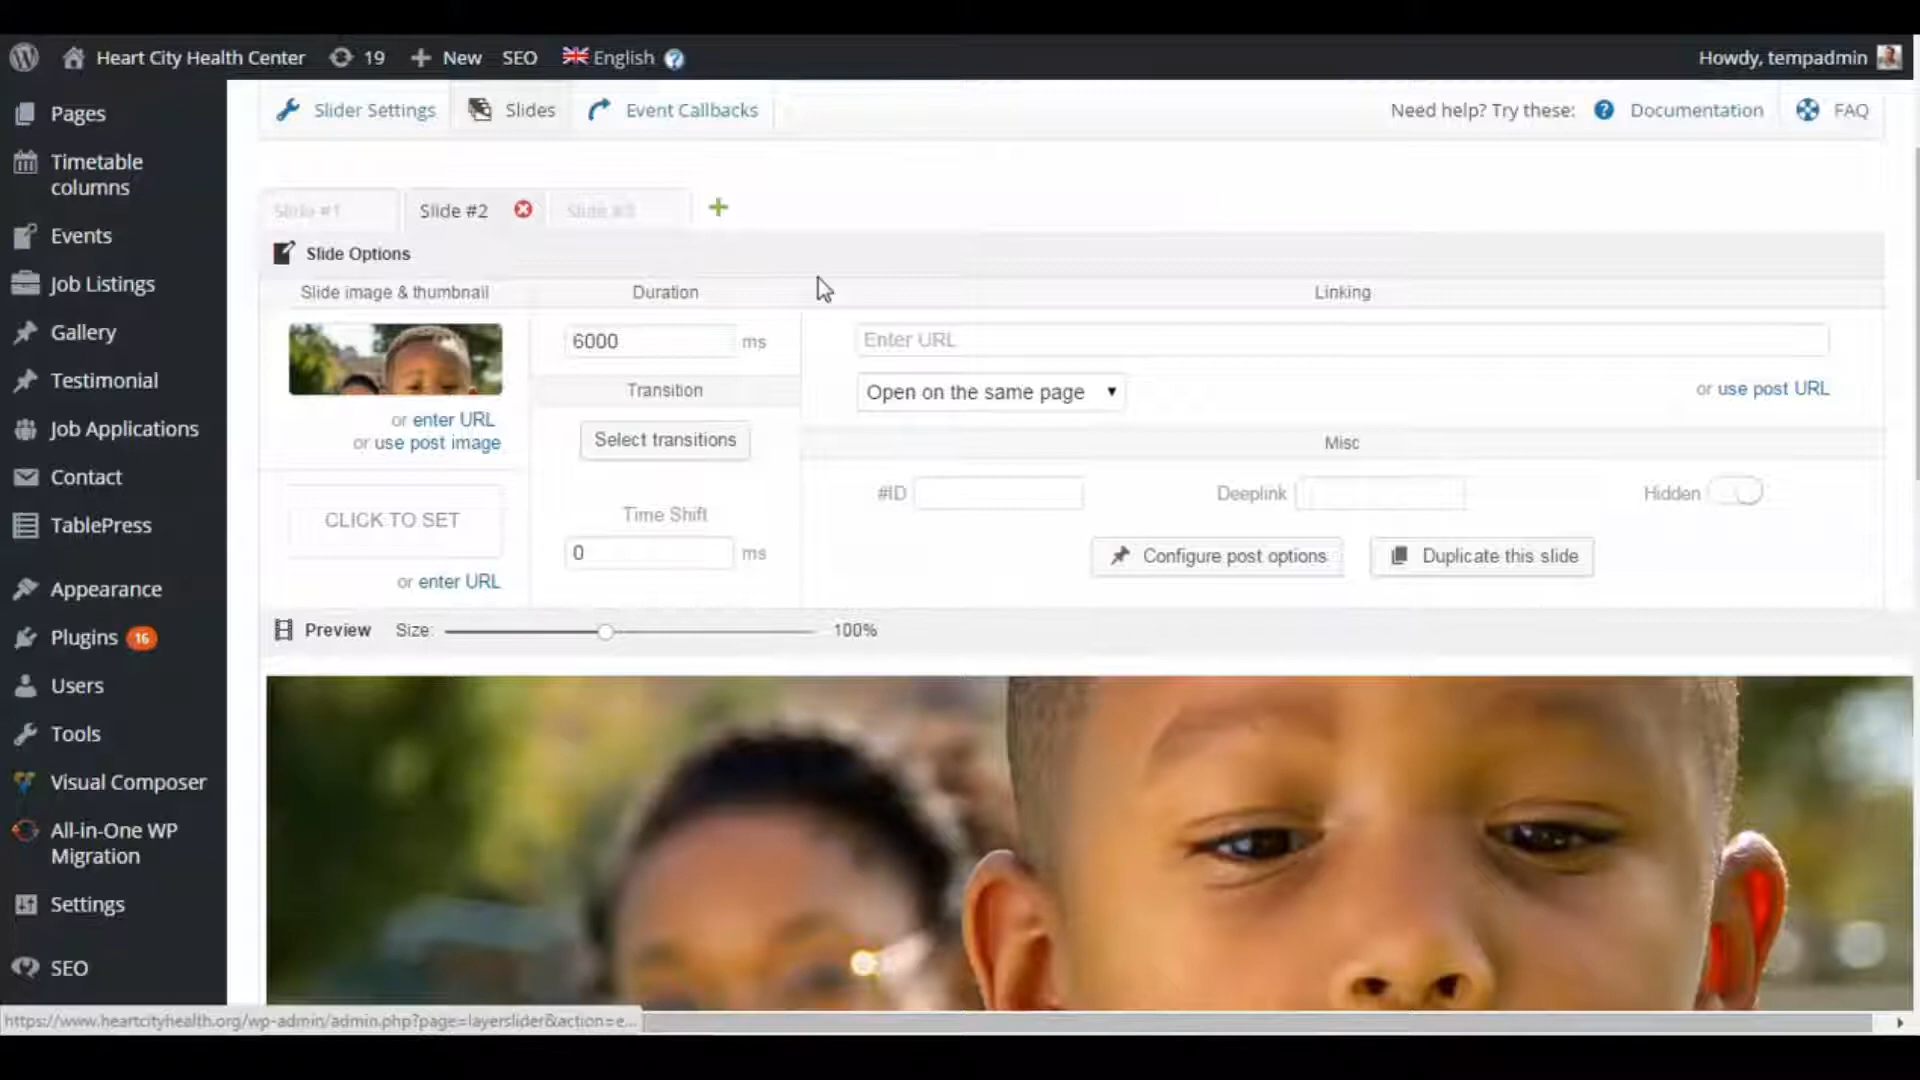 Heart City Health Center 19 New SEO English Howdy, tempadmin
Pages
Timetable
columns
Events
Job Listings
Gallery
Testimonial
Job Applications
Contact
TablePress
Appearance
Plugins 16
Users
Tools
Visual Composer
All-in-One WP
Migration
Settings
SEO
Slider Settings Slides Event Callbacks Need help? Try these: Documentation FAQ
Slide #1 Slide #2 Slide #3
Slide Options
Slide image & thumbnail Duration Linking
6000 ms Enter URL
Open on the same page or use post URL
or enter URL
or use post image
Transition
Select transitions
Misc
#ID Deeplink Hidden
CLICK TO SET
Time Shift
0 ms
Configure post options Duplicate this slide
or enter URL
Preview Size: 100%
https://www.heartcityhealth.org/wp-admin/admin.php?page=layerslider&action=e...